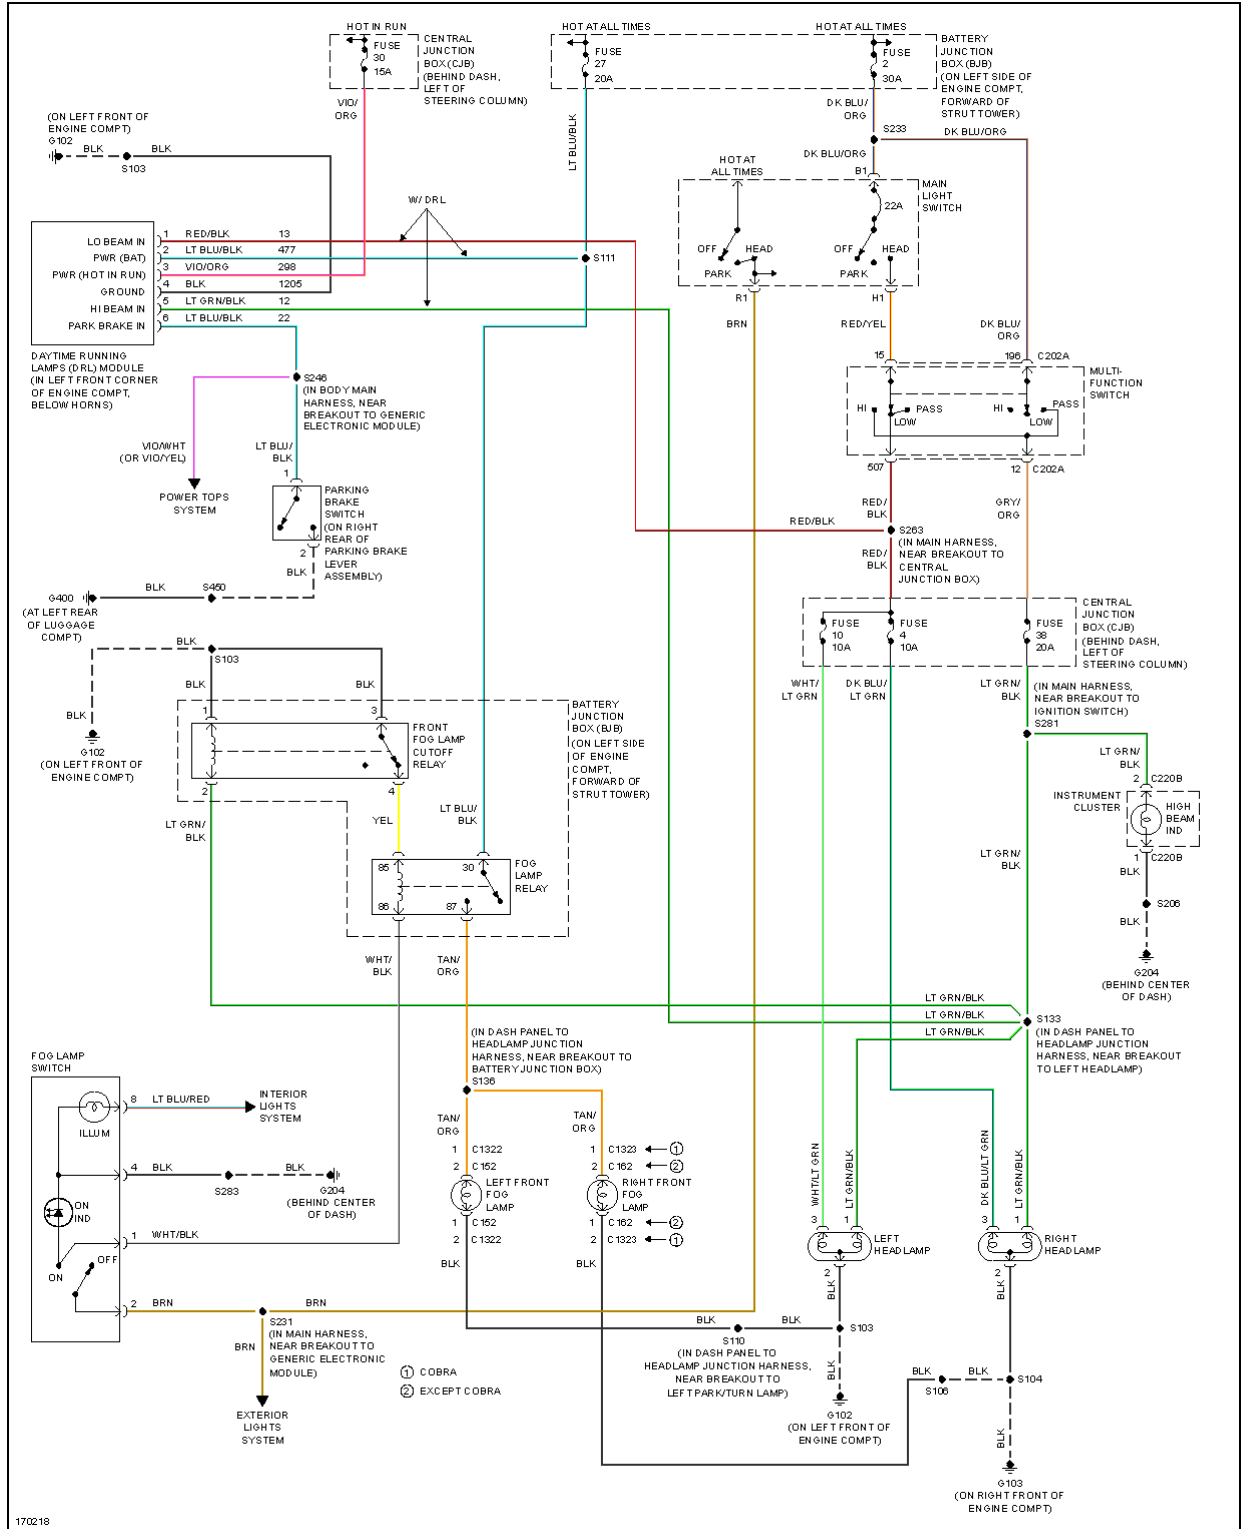 HOT IN RUN
HOT AT ALL TIMES
HOT AT ALL TIMES
FUSE
30
15A
CENTRAL
JUNCTION
BOX (CJB)
(BEHIND DASH,
LEFT OF
STEERING COLUMN)
FUSE
27
20A
FUSE
2
30A
BATTERY
JUNCTION
BOX (BJB)
(ON LEFT SIDE OF
ENGINE COMPT,
FORWARD OF
STRUT TOWER)
VIO/
ORG
LT BLU/BLK
DK BLU/
ORG
S233
DK BLU/ORG
DK BLU/ORG
(ON LEFT FRONT OF
ENGINE COMPT)
G102
BLK
BLK
S103
HOT AT
ALL TIMES
B1
MAIN
LIGHT
SWITCH
22A
OFF
HEAD
PARK
OFF
HEAD
PARK
R1
H1
BRN
RED/YEL
DK BLU/
ORG
W/ DRL
LO BEAM IN
PWR (BAT)
PWR (HOT IN RUN)
GROUND
HI BEAM IN
PARK BRAKE IN
1 RED/BLK 13
2 LT BLU/BLK 477
3 VIO/ORG 298
4 BLK 1205
5 LT GRN/BLK 12
6 LT BLU/BLK 22
S111
DAYTIME RUNNING
LAMPS (DRL) MODULE
(IN LEFT FRONT CORNER
OF ENGINE COMPT,
BELOW HORNS)
S246
(IN BODY MAIN
HARNESS, NEAR
BREAKOUT TO GENERIC
ELECTRONIC MODULE)
15
196
C202A
MULTI-
FUNCTION
SWITCH
HI
PASS
LOW
HI
PASS
LOW
507
12
C202A
VIO/WHT
(OR VIO/YEL)
LT BLU/
BLK
1
POWER TOPS
SYSTEM
PARKING
BRAKE
SWITCH
(ON RIGHT
REAR OF
PARKING BRAKE
LEVER
ASSEMBLY)
2
BLK
RED/
BLK
GRY/
ORG
RED/BLK
S263
(IN MAIN HARNESS,
NEAR BREAKOUT TO
CENTRAL
JUNCTION BOX)
RED/
BLK
G400
BLK
S450
(AT LEFT REAR
OF LUGGAGE
COMPT)
FUSE
10
10A
FUSE
4
10A
FUSE
38
20A
CENTRAL
JUNCTION
BOX (CJB)
(BEHIND DASH,
LEFT OF
STEERING COLUMN)
BLK
S103
BLK
BLK
BLK
G102
(ON LEFT FRONT OF
ENGINE COMPT)
WHT/
LT GRN
DK BLU/
LT GRN
LT GRN/
BLK
(IN MAIN HARNESS,
NEAR BREAKOUT TO
IGNITION SWITCH)
S281
1
3
FRONT
FOG LAMP
CUTOFF
RELAY
2
4
BATTERY
JUNCTION
BOX (BJB)
(ON LEFT SIDE
OF ENGINE
COMPT,
FORWARD OF
STRUT TOWER)
LT GRN/
BLK
2 C220B
INSTRUMENT
CLUSTER
HIGH
BEAM
IND
1 C220B
BLK
S206
BLK
G204
(BEHIND CENTER
OF DASH)
LT GRN/
BLK
YEL
LT BLU/
BLK
LT GRN/
BLK
85
30
86
87
FOG
LAMP
RELAY
WHT/
BLK
TAN/
ORG
LT GRN/BLK
LT GRN/BLK
LT GRN/BLK
S133
(IN DASH PANEL TO
HEADLAMP JUNCTION
HARNESS, NEAR BREAKOUT
TO LEFT HEADLAMP)
(IN DASH PANEL TO
HEADLAMP JUNCTION
HARNESS, NEAR BREAKOUT TO
BATTERY JUNCTION BOX)
S136
FOG LAMP
SWITCH
8 LT BLU/RED
INTERIOR
LIGHTS
SYSTEM
ILLUM
4 BLK
BLK
S283
G204
(BEHIND CENTER
OF DASH)
ON
IND
1 WHT/BLK
OFF
ON
2 BRN
BRN
S231
(IN MAIN HARNESS,
NEAR BREAKOUT TO
GENERIC ELECTRONIC
MODULE)
BRN
EXTERIOR
LIGHTS
SYSTEM
TAN/
ORG
TAN/
ORG
1 C1322
2 C152
LEFT FRONT
FOG
LAMP
1 C152
2 C1322
BLK
1 C1323 1
2 C162 2
RIGHT FRONT
FOG
LAMP
1 C162 2
2 C1323 1
BLK
WHT/LT GRN
LT GRN/BLK
DK BLU/LT GRN
LT GRN/BLK
3
1
LEFT
HEADLAMP
2
BLK
3
1
RIGHT
HEADLAMP
2
BLK
BLK
BLK
S110
S103
(IN DASH PANEL TO
HEADLAMP JUNCTION HARNESS,
NEAR BREAKOUT TO
LEFT PARK/TURN LAMP)
BLK
G102
(ON LEFT FRONT OF
ENGINE COMPT)
1 COBRA
2 EXCEPT COBRA
BLK
BLK
S106
S104
BLK
G103
(ON RIGHT FRONT OF
ENGINE COMPT)
170218